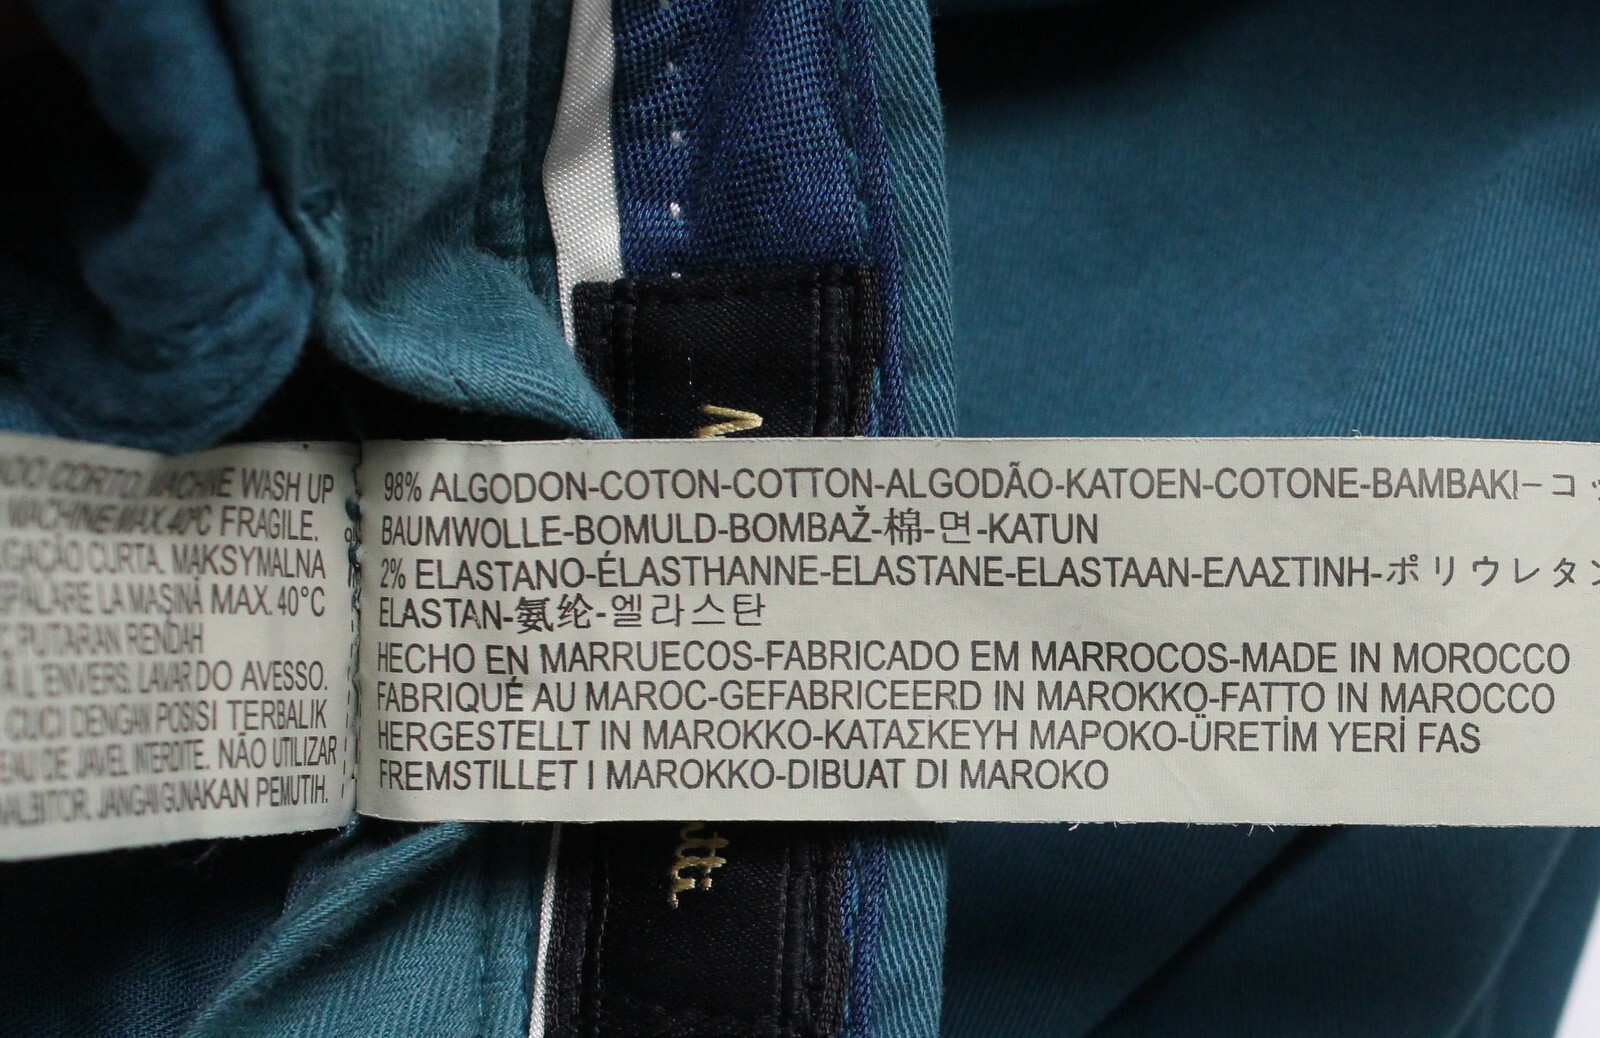 CORTO. MACHINE WASH UP
MACHINE MAX. 40°C FRAGILE.
CURTA. MAKSYMALNA
SPĂLARE LA MAŞINĂ MAX. 40°C
PUTARAN RENDAH
À L'ENVERS. LAVAR DO AVESSO.
CUCI DENGAN POSISI TERBALIK
EAU DE JAVEL INTERDITE. NÃO UTILIZAR
JANGAN GUNAKAN PEMUTIH.
98% ALGODON-COTON-COTTON-ALGODÃO-KATOEN-COTONE-BAMBAKI-コッ
BAUMWOLLE-BOMULD-BOMBAŽ-棉-면-KATUN
2% ELASTANO-ÉLASTHANNE-ELASTANE-ELASTAAN-ΕΛΑΣΤΙΝΗ-ポリウレタン
ELASTAN-氨纶-엘라스탄
HECHO EN MARRUECOS-FABRICADO EM MARROCOS-MADE IN MOROCCO
FABRIQUÉ AU MAROC-GEFABRICEERD IN MAROKKO-FATTO IN MAROCCO
HERGESTELLT IN MAROKKO-ΚΑΤΑΣΚΕΥΗ ΜΑΡΟΚΟ-ÜRETİM YERİ FAS
FREMSTILLET I MAROKKO-DIBUAT DI MAROKO
tti